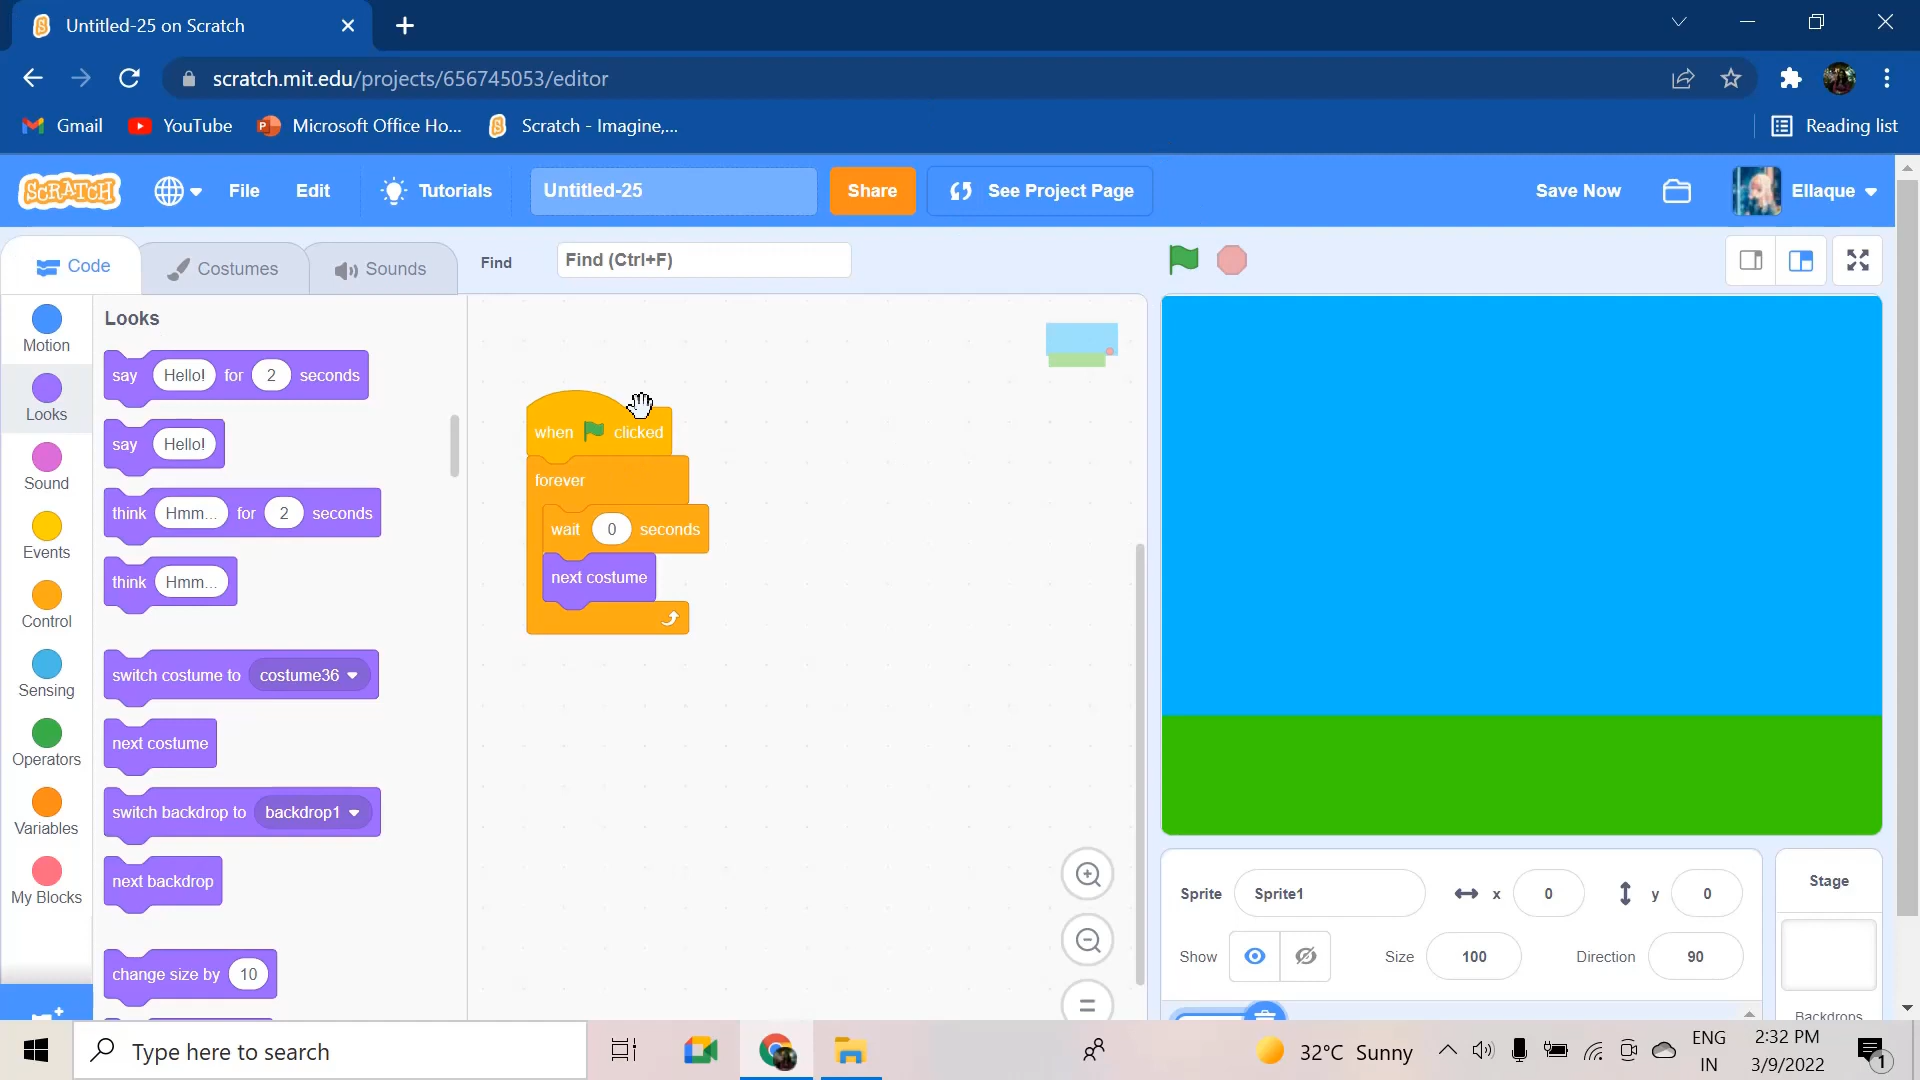 Untitled-25 on Scratch
scratch.mit.edu/projects/656745053/editor
Gmail YouTube Microsoft Office Ho... Scratch - Imagine,... Reading list
SCRATCH File Edit Tutorials Untitled-25 Share See Project Page Save Now Ellaque
Code Costumes Sounds Find Find (Ctrl+F)
Motion
Looks
Sound
Events
Control
Sensing
Operators
Variables
My Blocks
Looks
say Hello! for 2 seconds
say Hello!
think Hmm... for 2 seconds
think Hmm...
switch costume to costume36
next costume
switch backdrop to backdrop1
next backdrop
change size by 10
when clicked
forever
wait 0 seconds
next costume
Sprite Sprite1 x 0 y 0
Show Size 100 Direction 90
Stage
Backdrops
Type here to search
32°C Sunny
ENG
IN
2:32 PM
3/9/2022
1